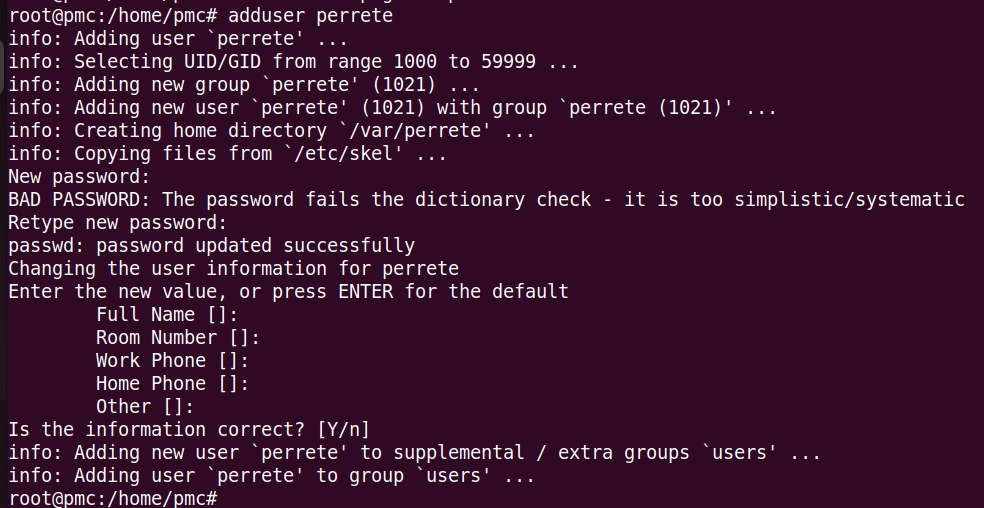 root@pmc:/home/pmc# adduser perrete
info: Adding user `perrete' ...
info: Selecting UID/GID from range 1000 to 59999 ...
info: Adding new group `perrete' (1021) ...
info: Adding new user `perrete' (1021) with group `perrete (1021)' ...
info: Creating home directory `/var/perrete' ...
info: Copying files from `/etc/skel' ...
New password:
BAD PASSWORD: The password fails the dictionary check - it is too simplistic/systematic
Retype new password:
passwd: password updated successfully
Changing the user information for perrete
Enter the new value, or press ENTER for the default
Full Name []:
Room Number []:
Work Phone []:
Home Phone []:
Other []:
Is the information correct? [Y/n]
info: Adding new user `perrete' to supplemental / extra groups `users' ...
info: Adding user `perrete' to group `users' ...
root@pmc:/home/pmc#